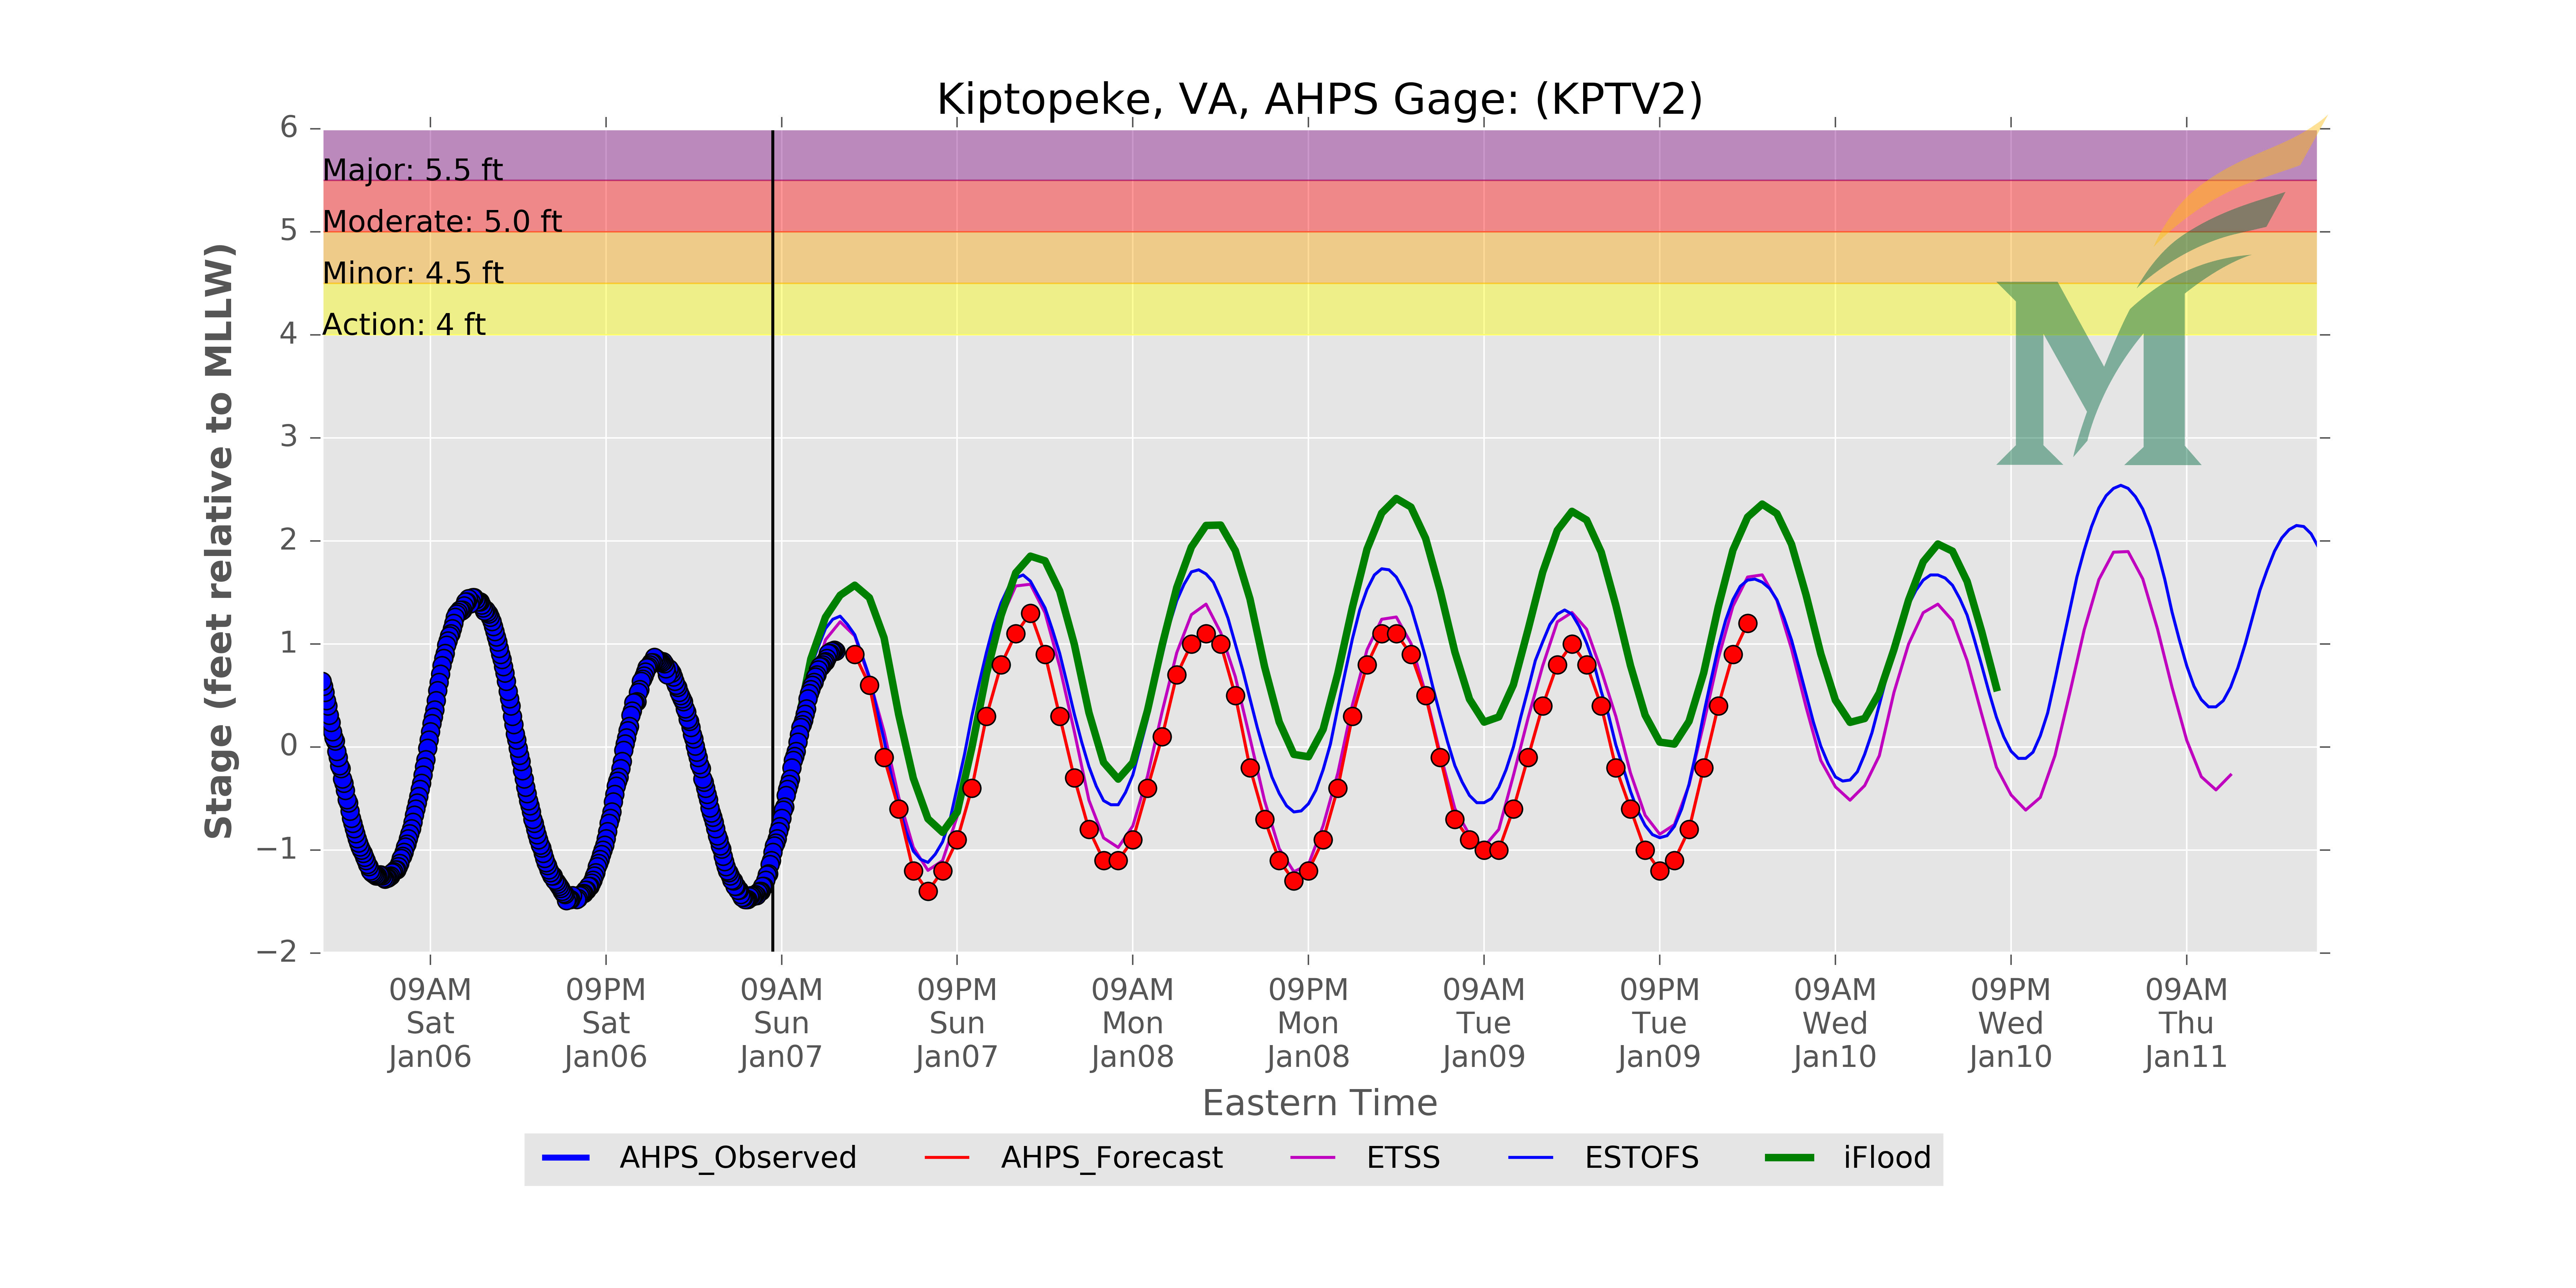 Kiptopeke, VA, AHPS Gage: (KPTV2)
6
5
4
3
2
1
0
−1
−2
Stage (feet relative to MLLW)
Major: 5.5 ft
Moderate: 5.0 ft
Minor: 4.5 ft
Action: 4 ft
M
09AM 09PM 09AM 09PM 09AM 09PM 09AM 09PM 09AM 09PM 09AM
Sat Sat Sun Sun Mon Mon Tue Tue Wed Wed Thu
Jan06 Jan06 Jan07 Jan07 Jan08 Jan08 Jan09 Jan09 Jan10 Jan10 Jan11
Eastern Time
AHPS_Observed AHPS_Forecast ETSS ESTOFS iFlood